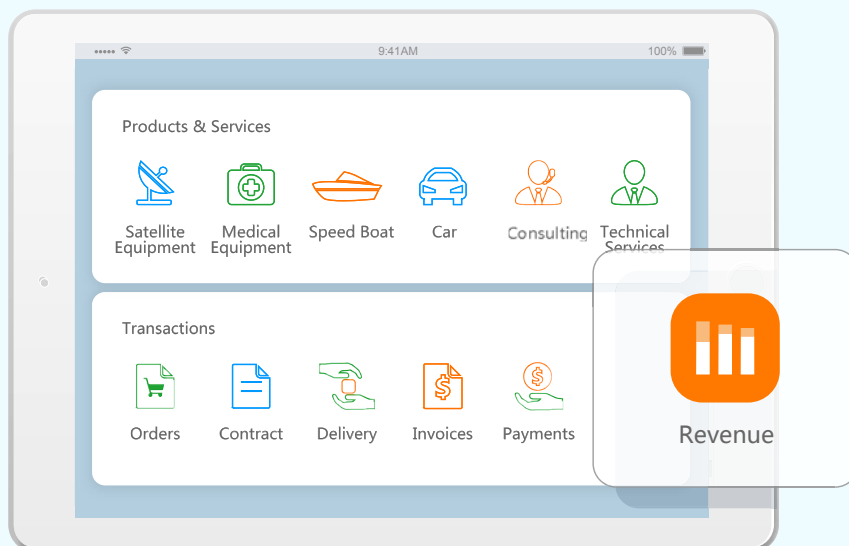 9:41AM
100%
Products & Services
Satellite
Equipment
Medical
Equipment
Speed Boat
Car
Consulting
Technical
Services
Transactions
Orders
Contract
Delivery
Invoices
Payments
Revenue